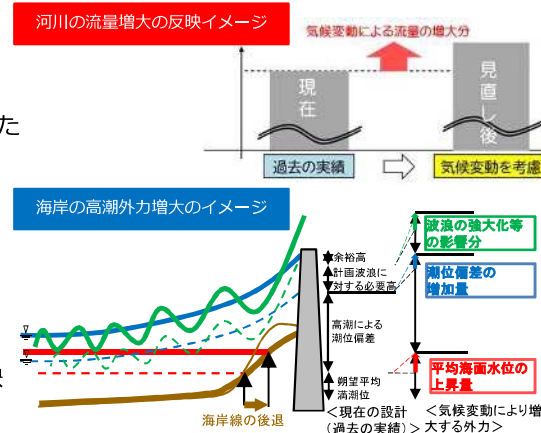 河川の流量増大の反映イメージ
気候変動による流量の増大分
た
現在
見直し後
過去の実績
気候変動を考慮
海岸の高潮外力増大のイメージ
波浪の強大化等
の影響分
余裕高
計画波浪に
対する必要高
潮位偏差の
増加量
高潮による
潮位偏差
平均海面水位の
上昇量
朔望平均
満潮位
海岸線の後退
＜現在の設計
(過去の実績)＞
＜気候変動により増
大する外力＞